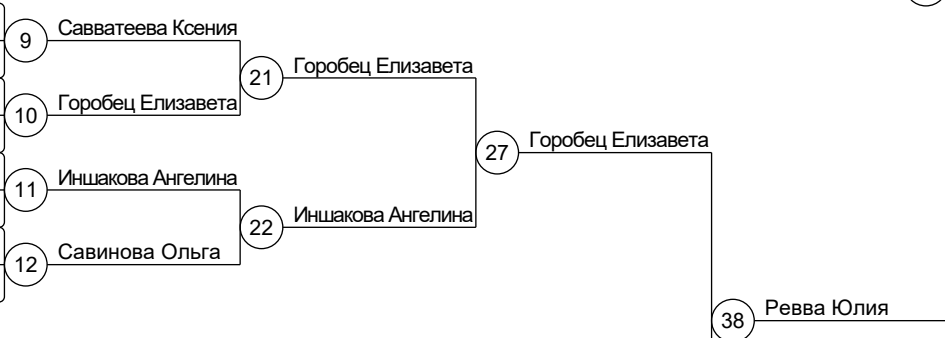 9 Савватеева Ксения
21 Горобец Елизавета
10 Горобец Елизавета
27 Горобец Елизавета
11 Иншакова Ангелина
22 Иншакова Ангелина
12 Савинова Ольга
38 Ревва Юлия